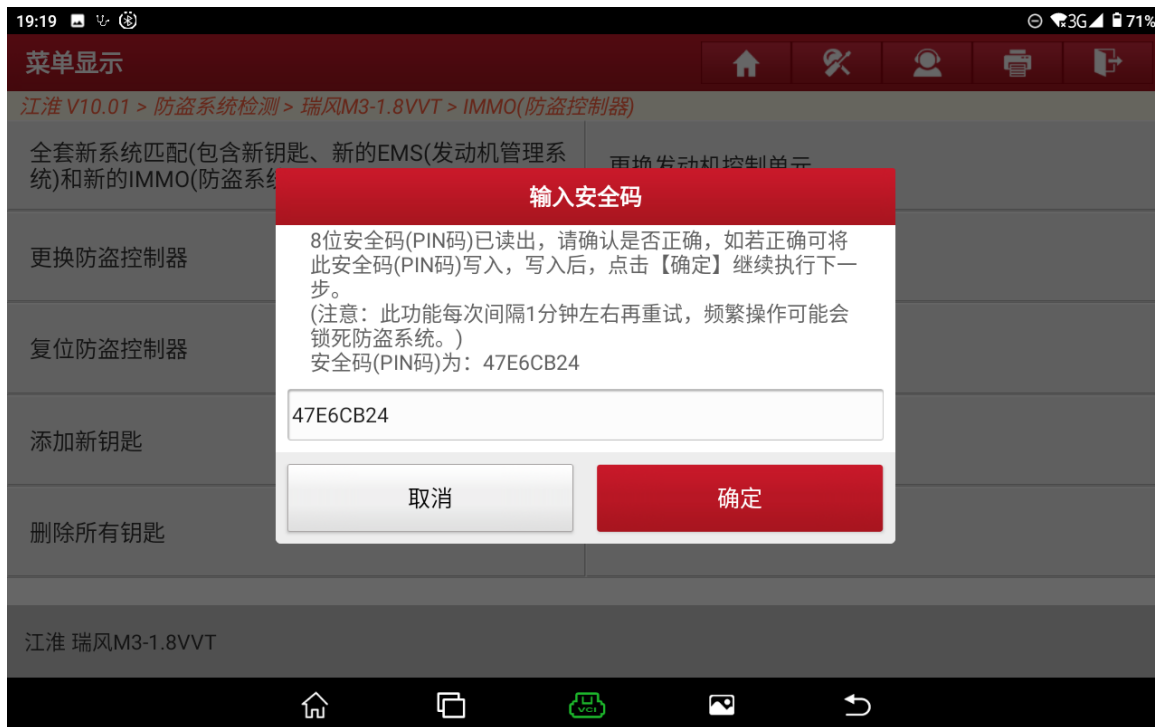 19:19
3G 71%
菜单显示
江淮 V10.01 > 防盗系统检测 > 瑞风M3-1.8VVT > IMMO(防盗控制器)
全套新系统匹配(包含新钥匙、新的EMS(发动机管理系
统)和新的IMMO(防盗系统
更换发动机控制单元
输入安全码
8位安全码(PIN码)已读出，请确认是否正确，如若正确可将
此安全码(PIN码)写入，写入后，点击【确定】继续执行下一
步。
(注意：此功能每次间隔1分钟左右再重试，频繁操作可能会
锁死防盗系统。)
安全码(PIN码)为：47E6CB24
47E6CB24
取消
确定
更换防盗控制器
复位防盗控制器
添加新钥匙
删除所有钥匙
江淮 瑞风M3-1.8VVT
VCI